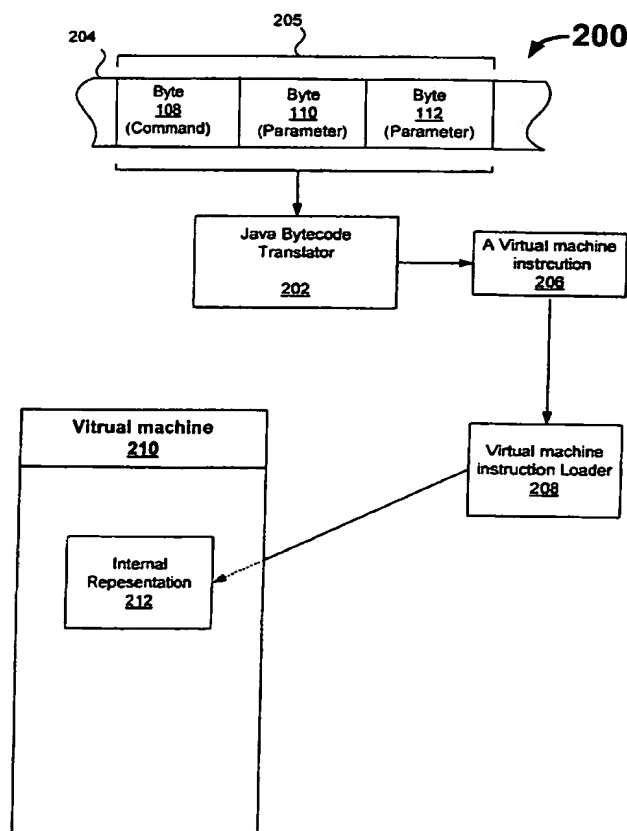 205
204
200
Byte
108
(Command)
Byte
110
(Parameter)
Byte
112
(Parameter)
Java Bytecode
Translator
202
A Virtual machine
instrcution
206
Vitrual machine
210
Virtual machine
instruction Loader
208
Internal
Repesentation
212